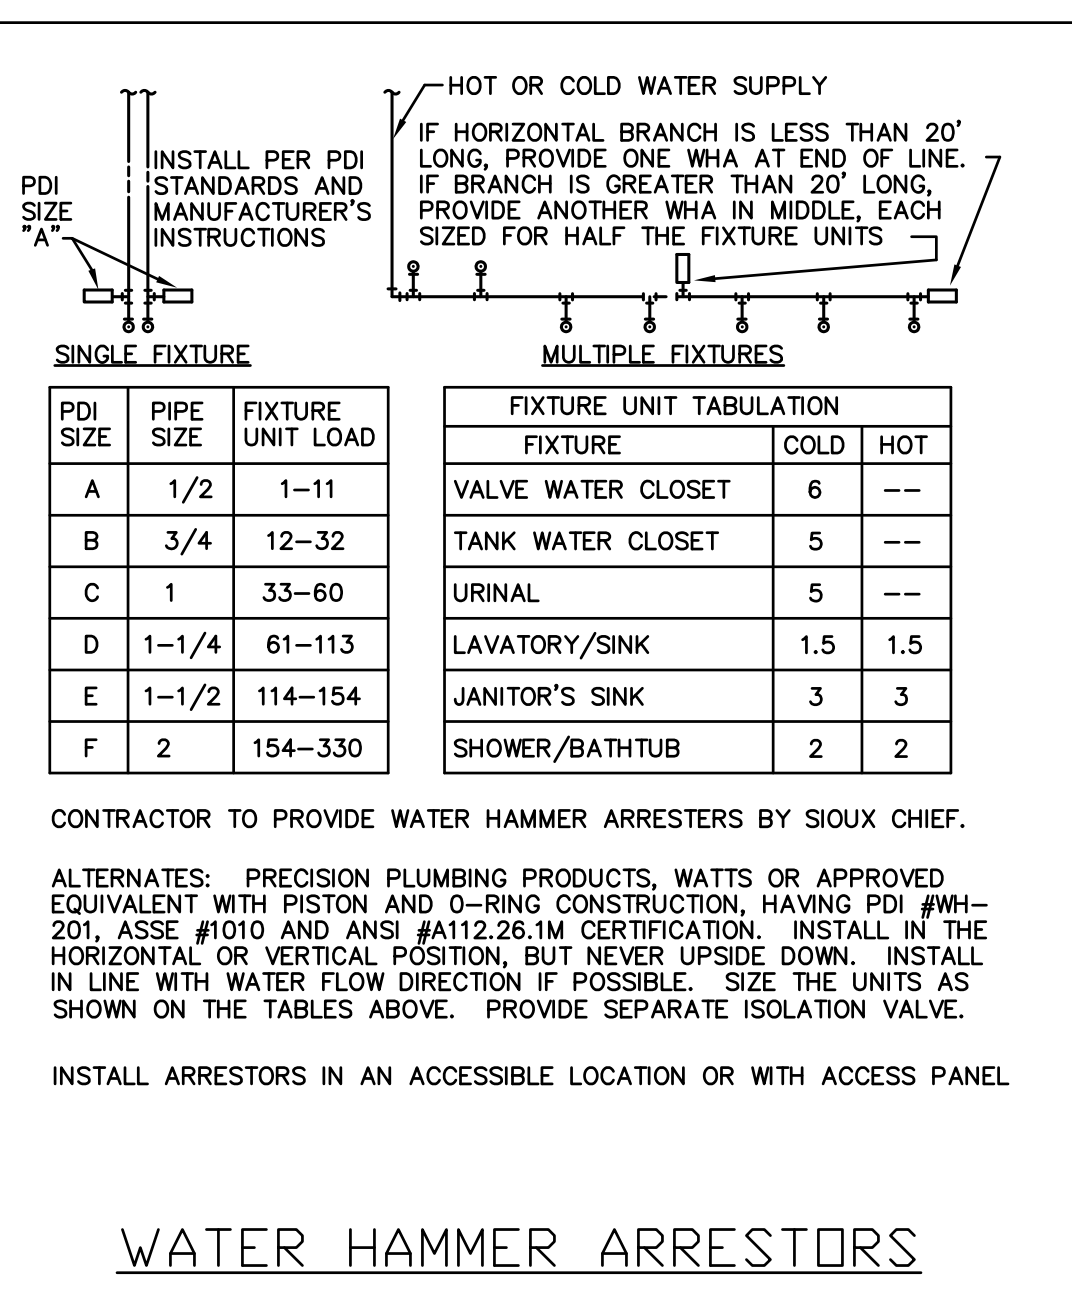 HOT OR COLD WATER SUPPLY
IF HORIZONTAL BRANCH IS LESS THAN 20'
LONG, PROVIDE ONE WHA AT END OF LINE.
IF BRANCH IS GREATER THAN 20' LONG,
PROVIDE ANOTHER WHA IN MIDDLE, EACH
SIZED FOR HALF THE FIXTURE UNITS
INSTALL PER PDI
STANDARDS AND
MANUFACTURER'S
INSTRUCTIONS
PDI
SIZE
"A"
SINGLE FIXTURE
MULTIPLE FIXTURES
PDI SIZE PIPE SIZE FIXTURE UNIT LOAD
A 1/2 1-11
B 3/4 12-32
C 1 33-60
D 1-1/4 61-113
E 1-1/2 114-154
F 2 154-330
FIXTURE UNIT TABULATION
FIXTURE COLD HOT
VALVE WATER CLOSET 6 --
TANK WATER CLOSET 5 --
URINAL 5 --
LAVATORY/SINK 1.5 1.5
JANITOR'S SINK 3 3
SHOWER/BATHTUB 2 2
CONTRACTOR TO PROVIDE WATER HAMMER ARRESTERS BY SIOUX CHIEF.
ALTERNATES: PRECISION PLUMBING PRODUCTS, WATTS OR APPROVED
EQUIVALENT WITH PISTON AND O-RING CONSTRUCTION, HAVING PDI #WH-
201, ASSE #1010 AND ANSI #A112.26.1M CERTIFICATION. INSTALL IN THE
HORIZONTAL OR VERTICAL POSITION, BUT NEVER UPSIDE DOWN. INSTALL
IN LINE WITH WATER FLOW DIRECTION IF POSSIBLE. SIZE THE UNITS AS
SHOWN ON THE TABLES ABOVE. PROVIDE SEPARATE ISOLATION VALVE.
INSTALL ARRESTORS IN AN ACCESSIBLE LOCATION OR WITH ACCESS PANEL
WATER HAMMER ARRESTORS